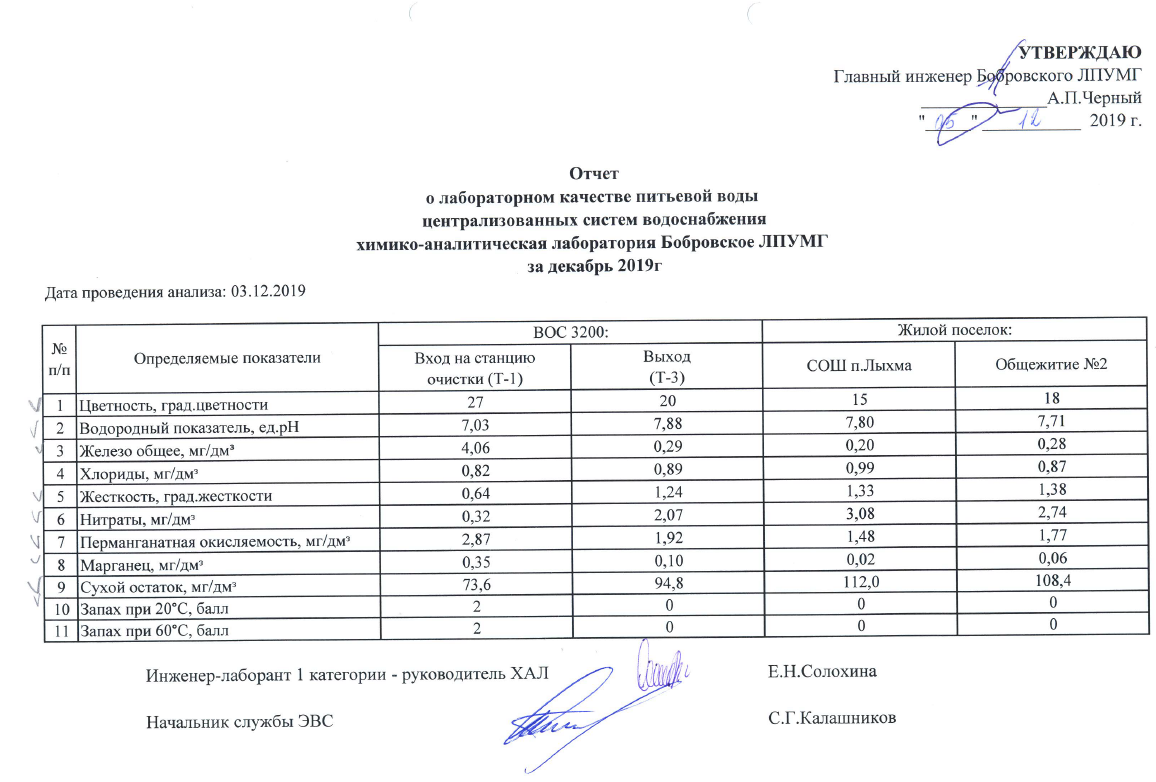 УТВЕРЖДАЮ
Главный инженер Бобровского ЛПУМГ
А.П.Черный
"05" 12 2019 г.
Отчет
о лабораторном качестве питьевой воды
централизованных систем водоснабжения
химико-аналитическая лаборатория Бобровское ЛПУМГ
за декабрь 2019г
Дата проведения анализа: 03.12.2019
№ п/п Определяемые показатели ВОС 3200: Жилой поселок:
Вход на станцию очистки (Т-1) Выход (Т-3) СОШ п.Лыхма Общежитие №2
1 Цветность, град.цветности 27 20 15 18
2 Водородный показатель, ед.рН 7,03 7,88 7,80 7,71
3 Железо общее, мг/дм³ 4,06 0,29 0,20 0,28
4 Хлориды, мг/дм³ 0,82 0,89 0,99 0,87
5 Жесткость, град.жесткости 0,64 1,24 1,33 1,38
6 Нитраты, мг/дм³ 0,32 2,07 3,08 2,74
7 Перманганатная окисляемость, мг/дм³ 2,87 1,92 1,48 1,77
8 Марганец, мг/дм³ 0,35 0,10 0,02 0,06
9 Сухой остаток, мг/дм³ 73,6 94,8 112,0 108,4
10 Запах при 20°С, балл 2 0 0 0
11 Запах при 60°С, балл 2 0 0 0
Инженер-лаборант 1 категории - руководитель ХАЛ Е.Н.Солохина
Начальник службы ЭВС С.Г.Калашников